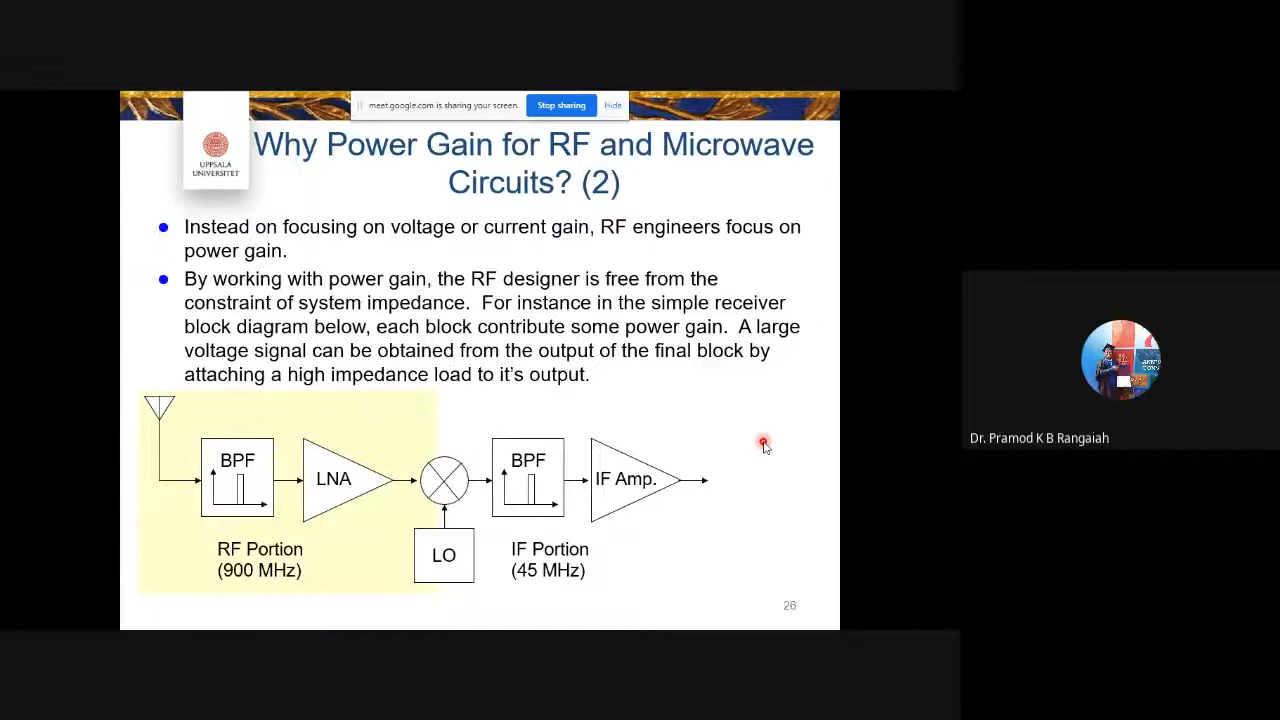 meet.google.com is sharing your screen. Stop sharing Hide
UPPSALA
UNIVERSITET
Why Power Gain for RF and Microwave
Circuits? (2)
Instead on focusing on voltage or current gain, RF engineers focus on
power gain.
By working with power gain, the RF designer is free from the
constraint of system impedance. For instance in the simple receiver
block diagram below, each block contribute some power gain. A large
voltage signal can be obtained from the output of the final block by
attaching a high impedance load to it's output.
BPF
LNA
BPF
IF Amp.
LO
RF Portion
(900 MHz)
IF Portion
(45 MHz)
26
Dr. Pramod K B Rangaiah